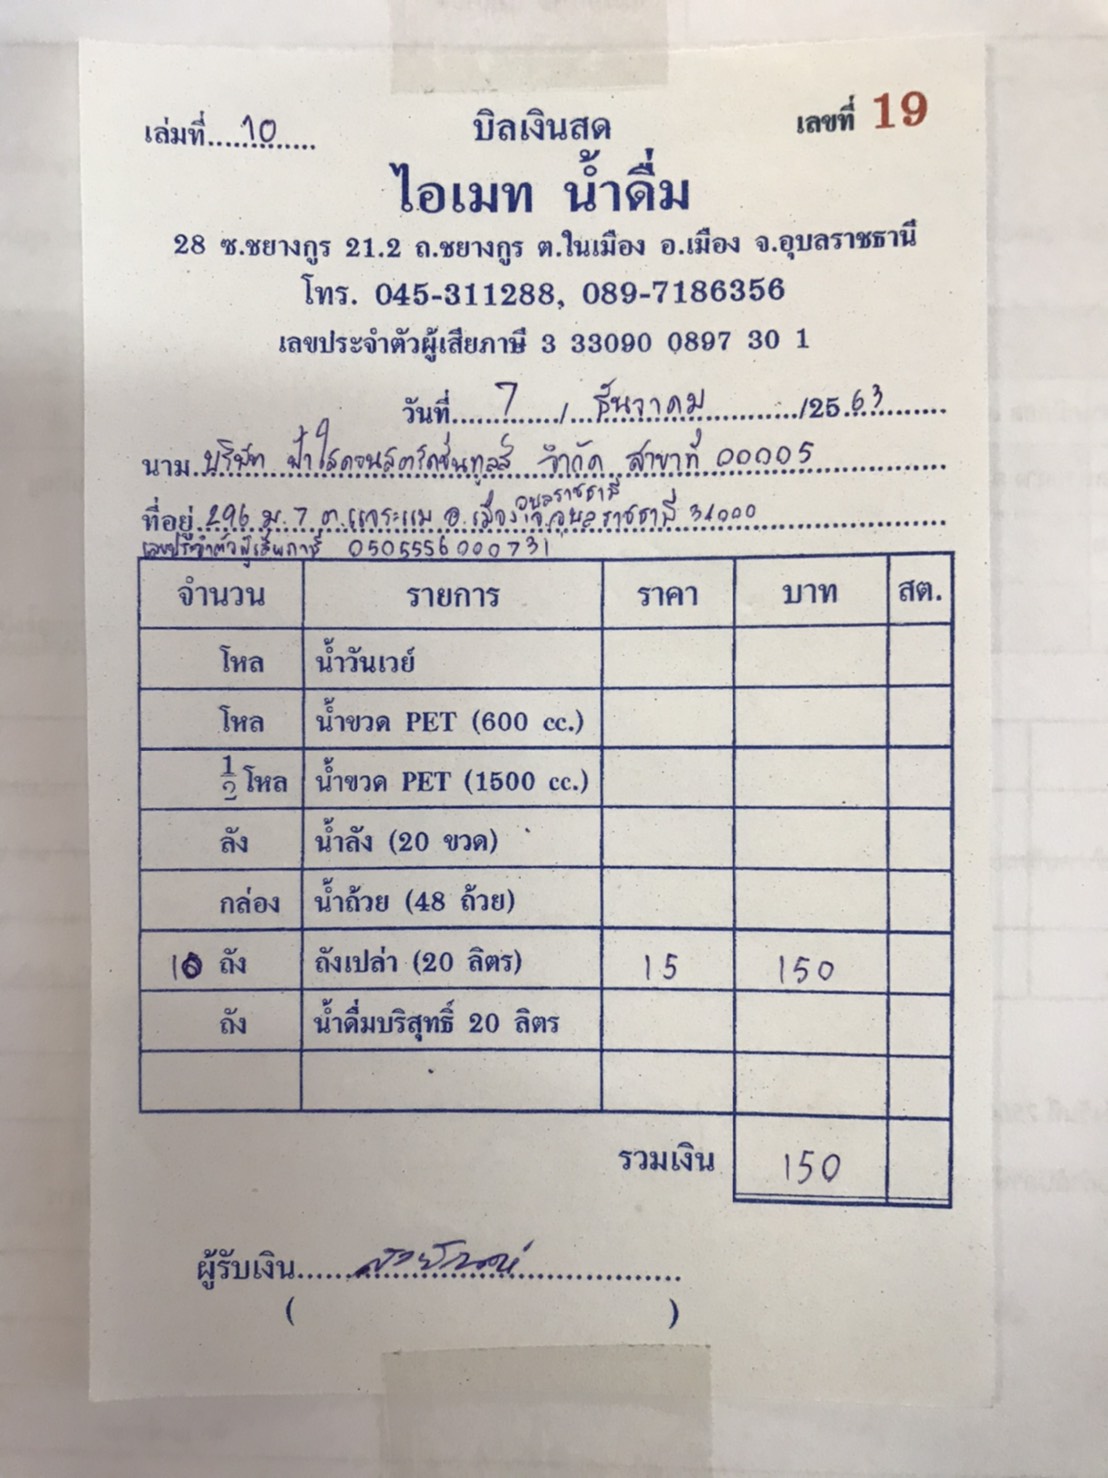 เล่มที่......10...... บิลเงินสด เลขที่ 19
ไอเมท น้ำดื่ม
28 ซ.ชยางกูร 21.2 ถ.ชยางกูร ต.ในเมือง อ.เมือง จ.อุบลราชธานี
โทร. 045-311288, 089-7186356
เลขประจำตัวผู้เสียภาษี 3 33090 0897 30 1
วันที่......7....../...ธันวาคม.........../25.63.........
นาม..บริษัท ฟ้าใสคอนสตรัคชั่นทูลส์ จำกัด สาขาที่ 00005
อุบลราชธานี
ที่อยู่ 296 ม.7 ต.แจระแม อ.เมือง จ.อุบลราชธานี 34000
เลขประจำตัวผู้เสียภาษี 0505556000731
จำนวน รายการ ราคา บาท สต.
โหล น้ำวันเวย์
โหล น้ำขวด PET (600 cc.)
1/2 โหล น้ำขวด PET (1500 cc.)
ลัง น้ำลัง (20 ขวด)
กล่อง น้ำถ้วย (48 ถ้วย)
10 ถัง ถังเปล่า (20 ลิตร) 15 150
ถัง น้ำดื่มบริสุทธิ์ 20 ลิตร
รวมเงิน 150
ผู้รับเงิน..............................
( )